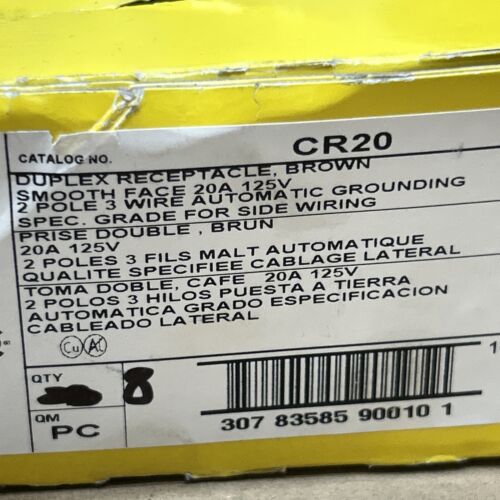 CATALOG NO. CR20
DUPLEX RECEPTACLE, BROWN
SMOOTH FACE 20A 125V
2 POLE 3 WIRE AUTOMATIC GROUNDING
SPEC. GRADE FOR SIDE WIRING
PRISE DOUBLE , BRUN
20A 125V
2 POLES 3 FILS MALT AUTOMATIQUE
QUALITE SPECIFIEE CABLAGE LATERAL
TOMA DOBLE, CAFE 20A 125V
2 POLOS 3 HILOS PUESTA A TIERRA
AUTOMATICA GRADO ESPECIFICACION
CABLEADO LATERAL
Cu
QTY 8
QM
PC
307 83585 90010 1